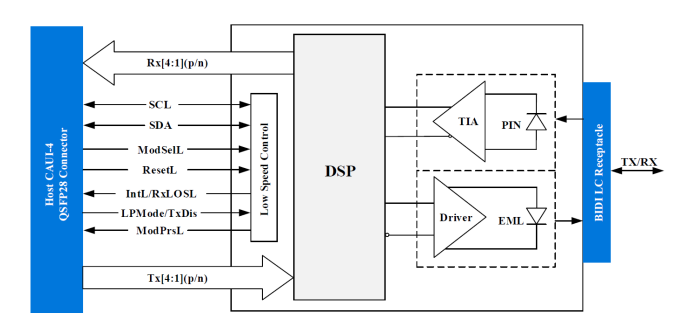 Host CAUI-4
QSFP28 Connector
Rx[4:1](p/n)
SCL
SDA
ModSelL
ResetL
IntL/RxLOSL
LPMode/TxDis
ModPrsL
Tx[4:1](p/n)
Low Speed Control
DSP
TIA
PIN
Driver
EML
BIDI LC Receptacle
TX/RX